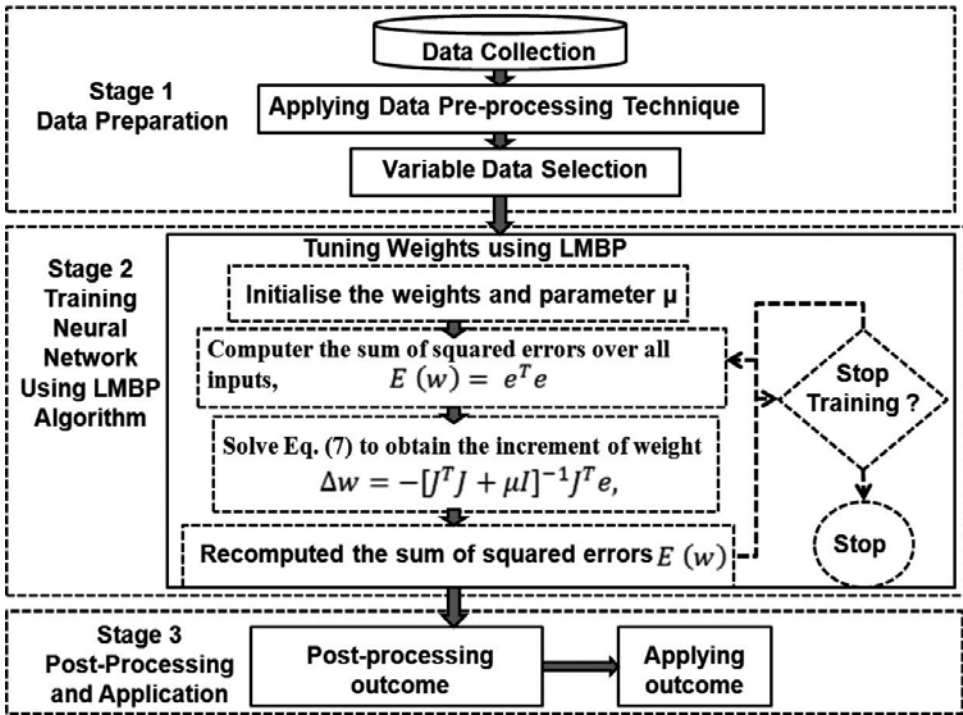 Stage 1
Data Preparation
Data Collection
Applying Data Pre-processing Technique
Variable Data Selection
Stage 2
Training
Neural
Network
Using LMBP
Algorithm
Tuning Weights using LMBP
Initialise the weights and parameter μ
Computer the sum of squared errors over all
inputs, E (w) = e^T e
Solve Eq. (7) to obtain the increment of weight
Δw = −[J^T J + μI]^−1 J^T e,
Recomputed the sum of squared errors E (w)
Stop
Training ?
Stop
Stage 3
Post-Processing
and Application
Post-processing
outcome
Applying
outcome